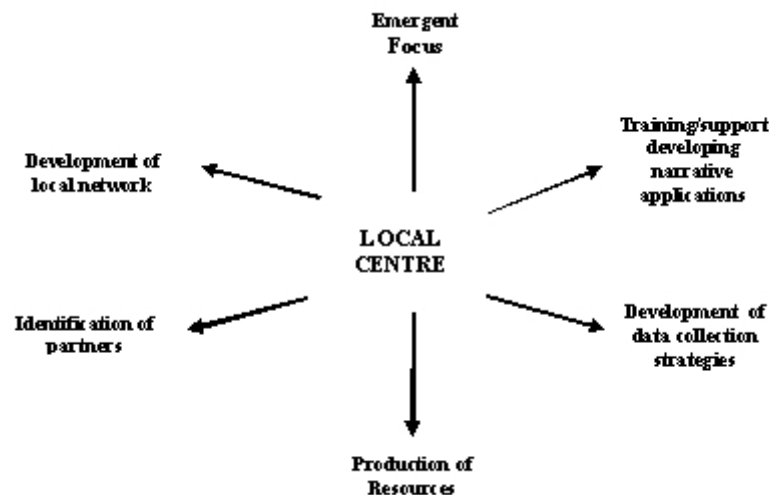 Emergent
Focus
Training/support
developing
narrative
applications
Development of
local network
LOCAL
CENTRE
Identification of
partners
Development of
data collection
strategies
Production of
Resources